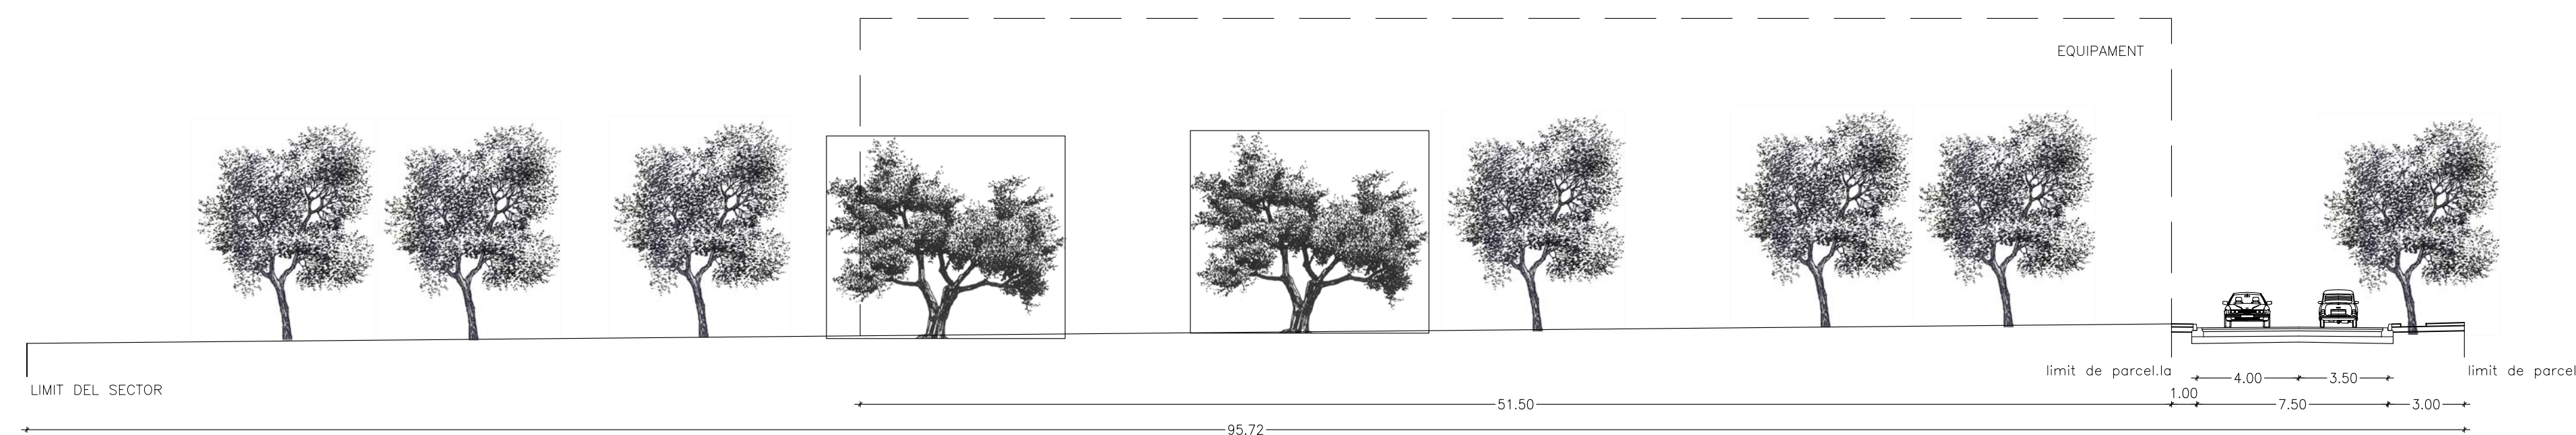 EQUIPAMENT
limit de parcel.la
limit de parcel
LIMIT DEL SECTOR
4.00
3.50
1.00
51.50
7.50
3.00
95.72